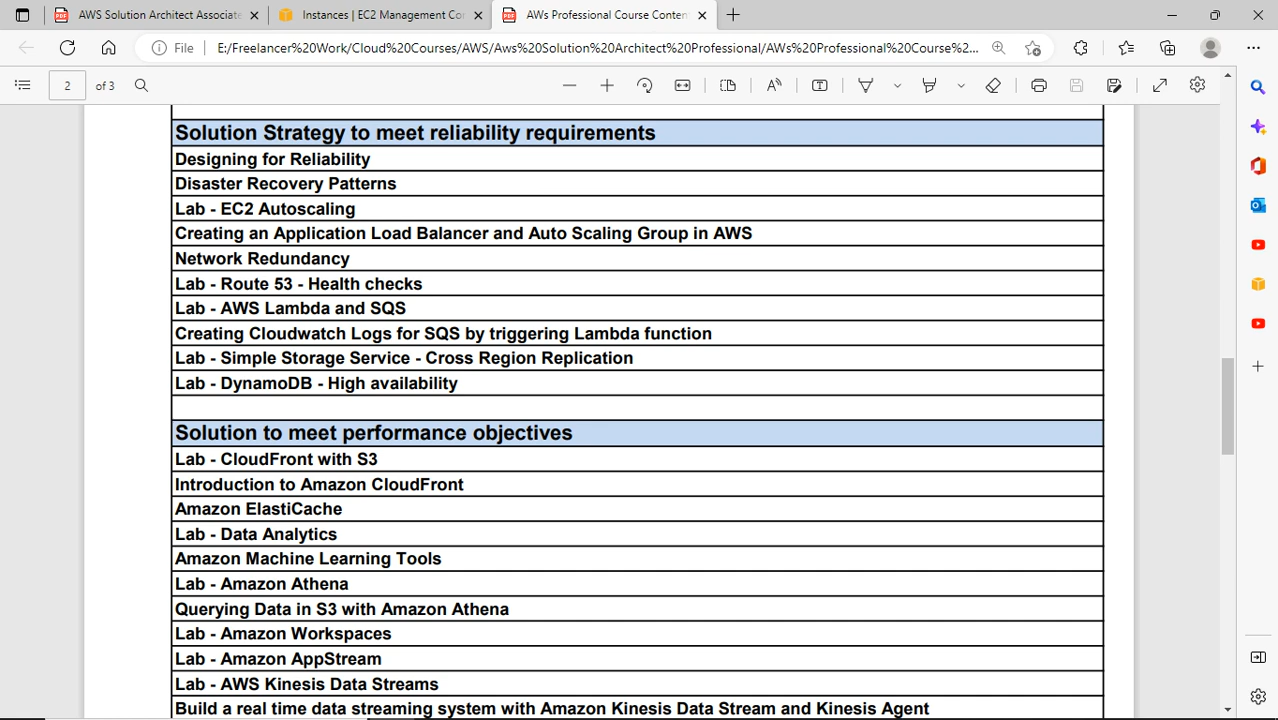 AWS Solution Architect Associate
Instances | EC2 Management Con
AWs Professional Course Conten
File
E:/Freelancer%20Work/Cloud%20Courses/AWS/Aws%20Solution%20Architect%20Professional/AWs%20Professional%20Course%2...
2 of 3
Solution Strategy to meet reliability requirements
Designing for Reliability
Disaster Recovery Patterns
Lab - EC2 Autoscaling
Creating an Application Load Balancer and Auto Scaling Group in AWS
Network Redundancy
Lab - Route 53 - Health checks
Lab - AWS Lambda and SQS
Creating Cloudwatch Logs for SQS by triggering Lambda function
Lab - Simple Storage Service - Cross Region Replication
Lab - DynamoDB - High availability
Solution to meet performance objectives
Lab - CloudFront with S3
Introduction to Amazon CloudFront
Amazon ElastiCache
Lab - Data Analytics
Amazon Machine Learning Tools
Lab - Amazon Athena
Querying Data in S3 with Amazon Athena
Lab - Amazon Workspaces
Lab - Amazon AppStream
Lab - AWS Kinesis Data Streams
Build a real time data streaming system with Amazon Kinesis Data Stream and Kinesis Agent